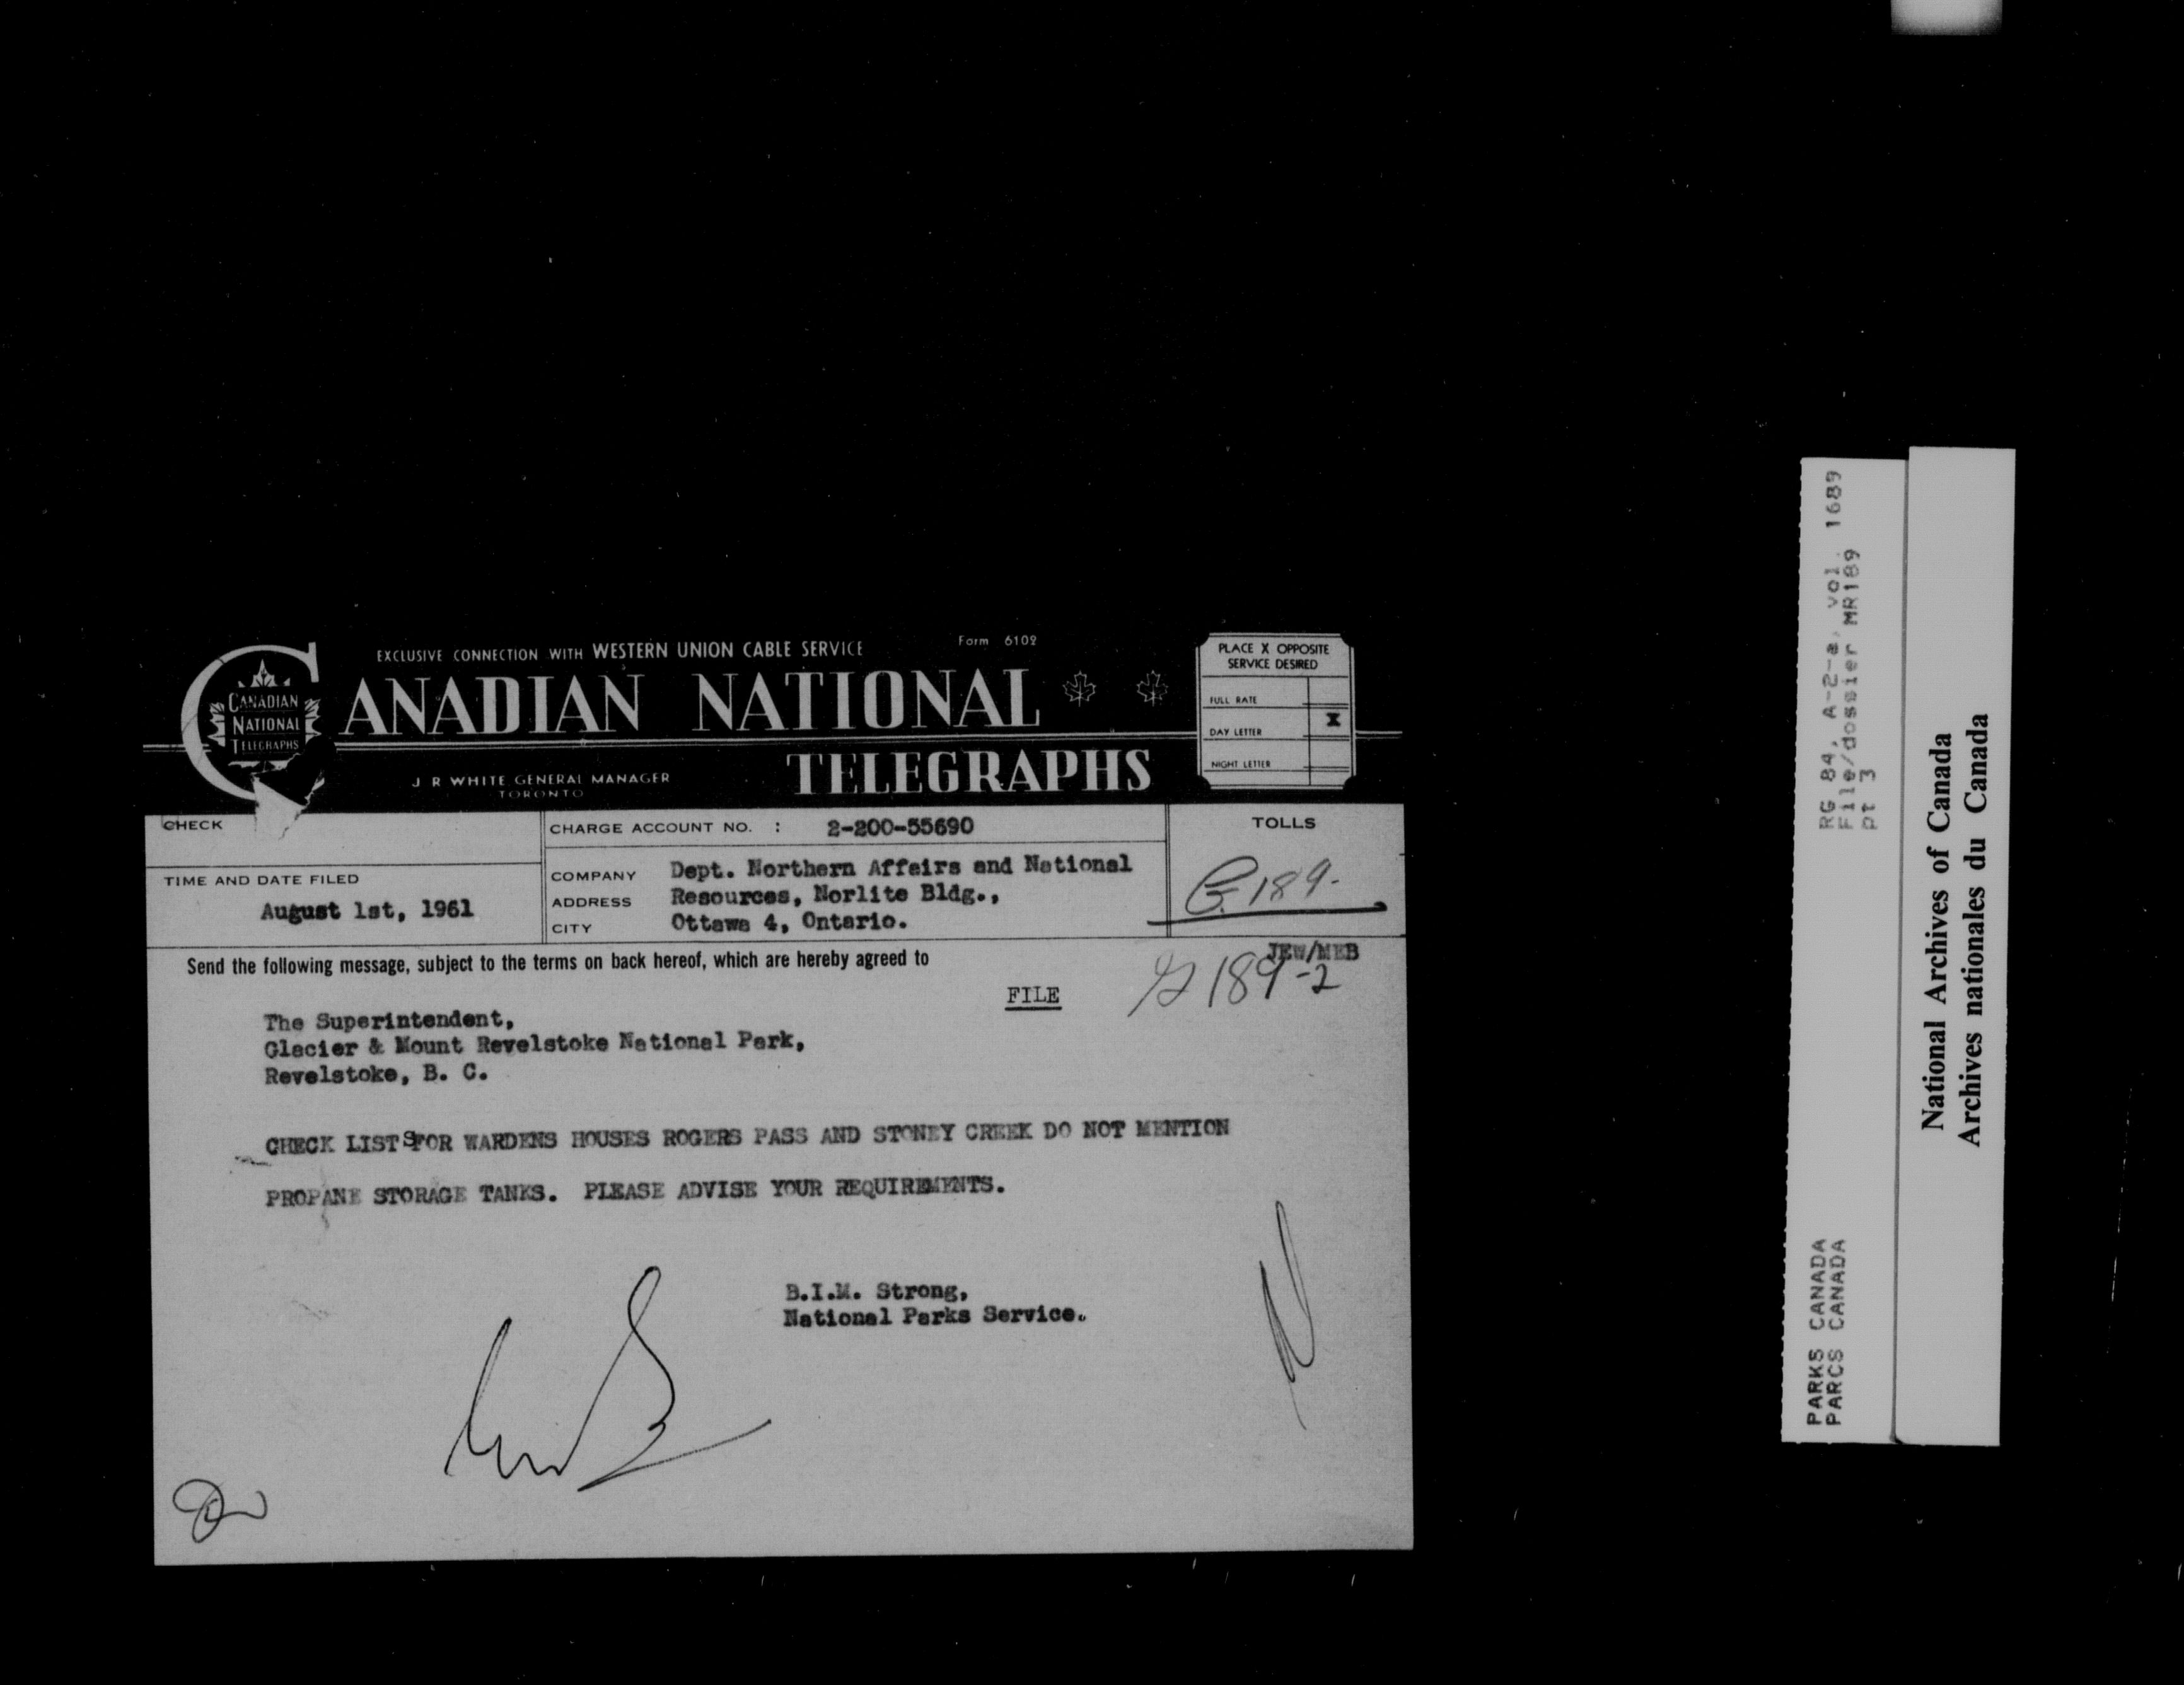 EXCLUSIVE CONNECTION WITH WESTERN UNION CABLE SERVICE
Form 6102
CANADIAN NATIONAL
TELEGRAPHS
CANADIAN
NATIONAL
TELEGRAPHS
J R WHITE GENERAL MANAGER
TORONTO
PLACE X OPPOSITE
SERVICE DESIRED
FULL RATE
X
DAY LETTER
NIGHT LETTER
CHECK
CHARGE ACCOUNT NO. : 2-200-55690
TOLLS
TIME AND DATE FILED
August 1st, 1961
COMPANY Dept. Northern Affairs and National
ADDRESS Resources, Norlite Bldg.,
CITY Ottawa 4, Ontario.
G.189-
Send the following message, subject to the terms on back hereof, which are hereby agreed to
JEW/MEB
FILE
189-2
The Superintendent,
Glacier & Mount Revelstoke National Park,
Revelstoke, B. C.
CHECK LISTS FOR WARDENS HOUSES ROGERS PASS AND STONEY CREEK DO NOT MENTION
PROPANE STORAGE TANKS. PLEASE ADVISE YOUR REQUIREMENTS.
B.I.M. Strong,
National Parks Service.
RG 84, A-2-a, vol. 1689
File/dossier MR189
pt 3
PARKS CANADA
PARCS CANADA
National Archives of Canada
Archives nationales du Canada